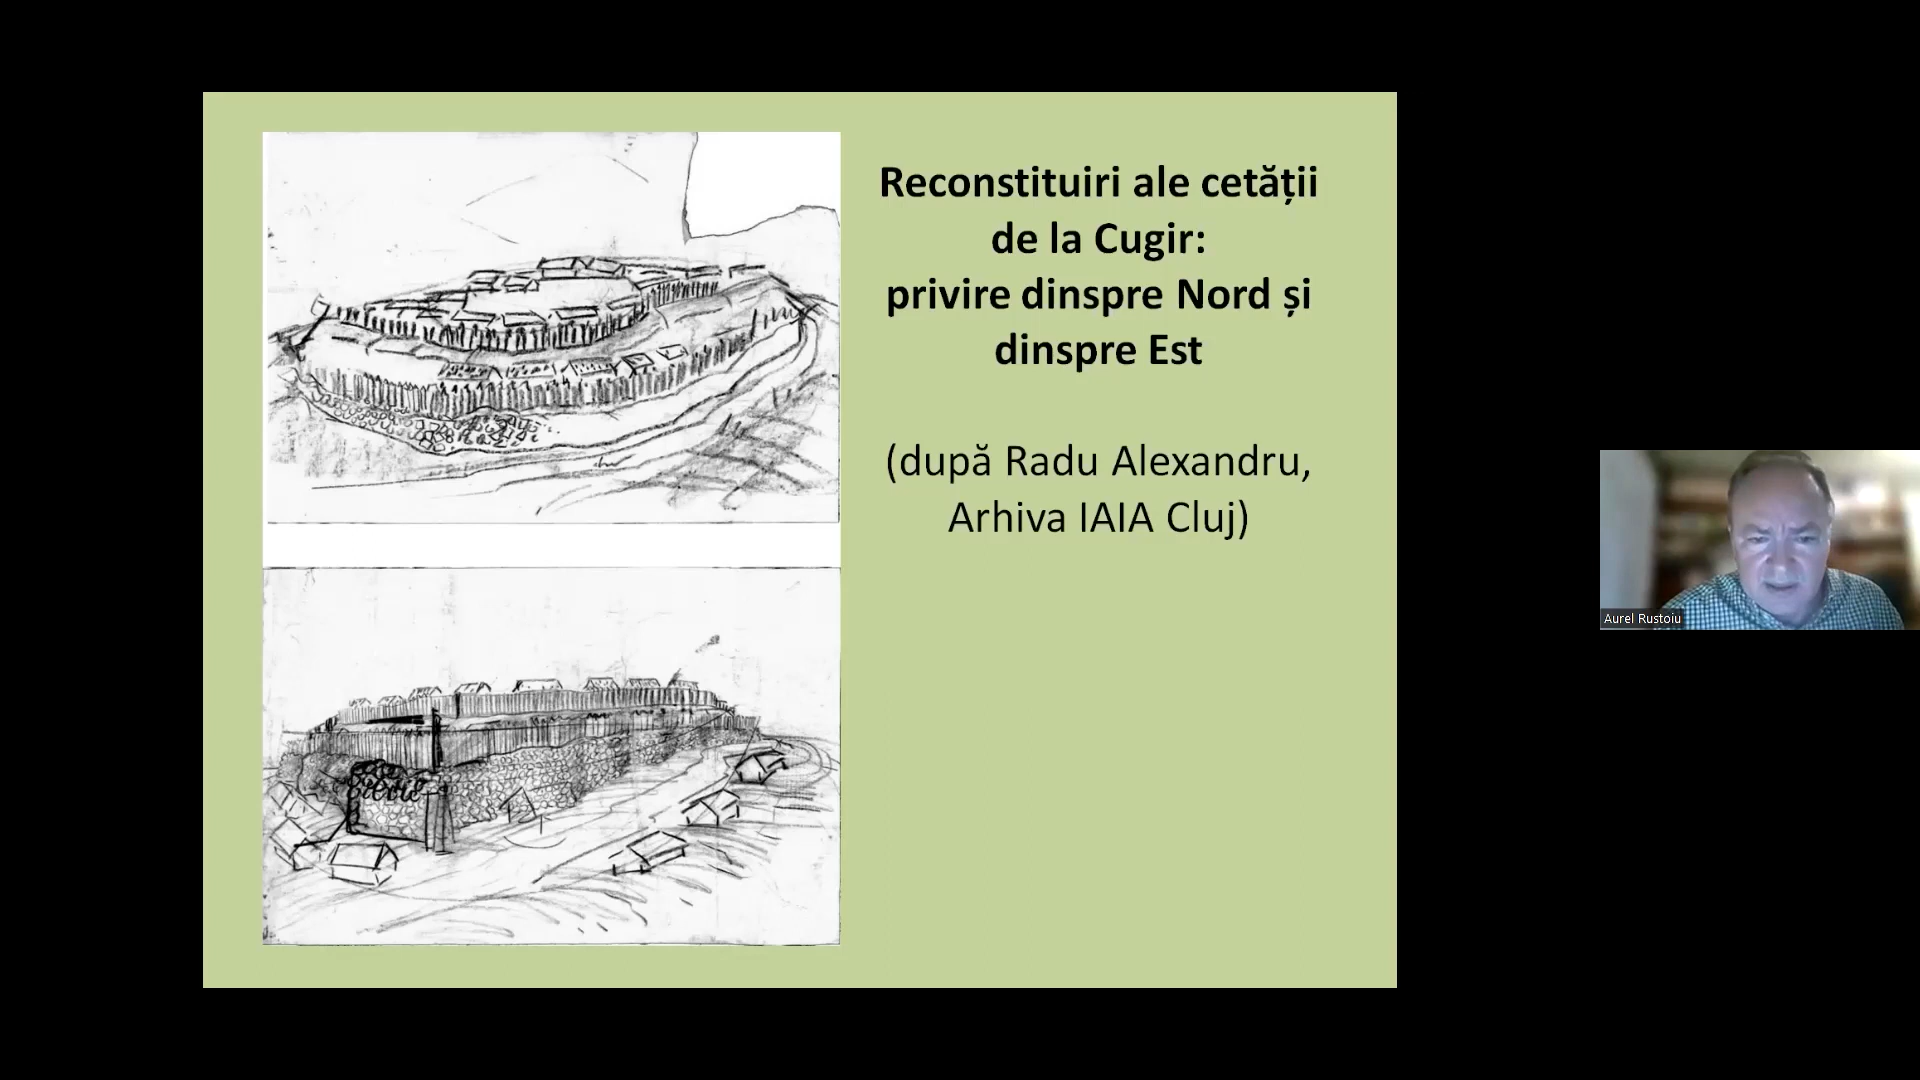 Reconstituiri ale cetății
de la Cugir:
privire dinspre Nord și
dinspre Est
(după Radu Alexandru,
Arhiva IAIA Cluj)
Aurel Rustoiu